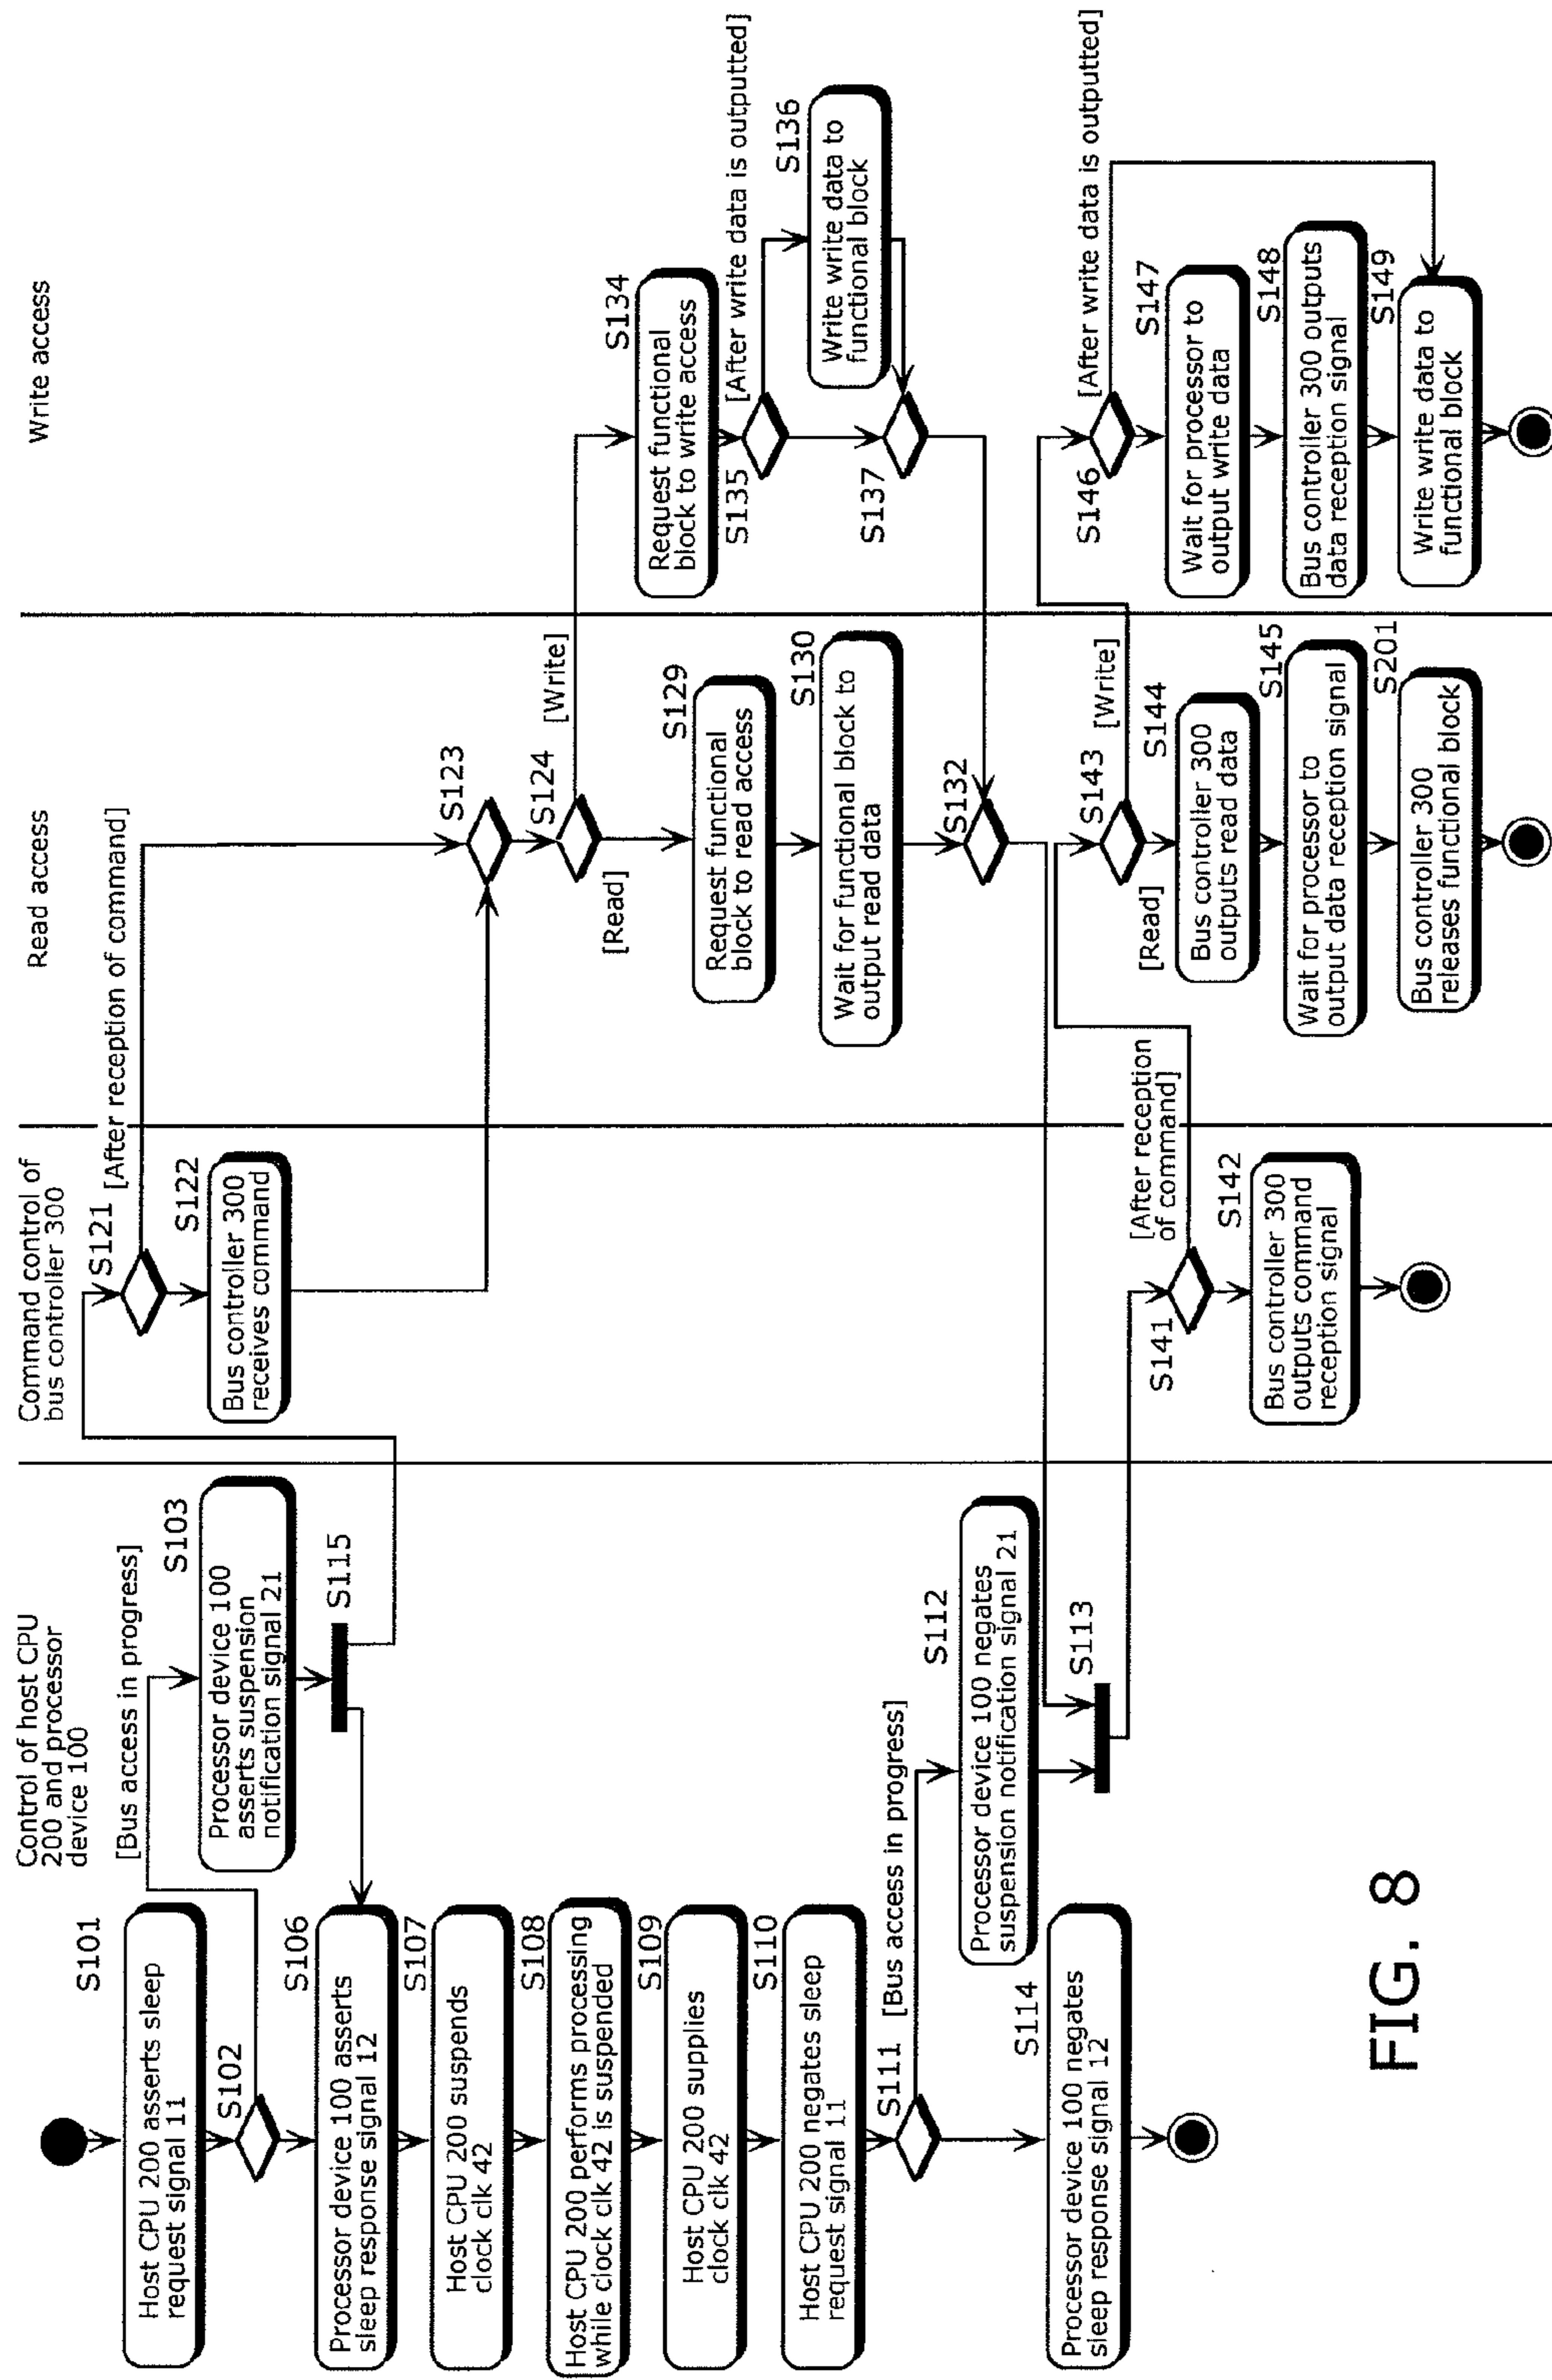 Control of host CPU
200 and processor
device 100
Command control of
bus controller 300
Read access
Write access
S101
Host CPU 200 asserts sleep
request signal 11
S102
[Bus access in progress]
S103
Processor device 100
asserts suspension
notification signal 21
S115
S106
Processor device 100 asserts
sleep response signal 12
S107
Host CPU 200 suspends
clock clk 42
S108
Host CPU 200 performs processing
while clock clk 42 is suspended
S109
Host CPU 200 supplies
clock clk 42
S110
Host CPU 200 negates sleep
request signal 11
S111
[Bus access in progress]
S112
Processor device 100 negates
suspension notification signal 21
S113
S114
Processor device 100 negates
sleep response signal 12
S121
[After reception of command]
S122
Bus controller 300
receives command
S141
[After reception
of command]
S142
Bus controller 300
outputs command
reception signal
S123
S124
[Write]
[Read]
S129
Request functional
block to read access
S130
Wait for functional block to
output read data
S132
S143
[Write]
[Read]
S144
Bus controller 300
outputs read data
S145
Wait for processor to
output data reception signal
S201
Bus controller 300
releases functional block
S134
Request functional
block to write access
S135
[After write data is outputted]
S136
Write write data to
functional block
S137
S146
[After write data is outputted]
S147
Wait for processor to
output write data
S148
Bus controller 300 outputs
data reception signal
S149
Write write data to
functional block
FIG. 8